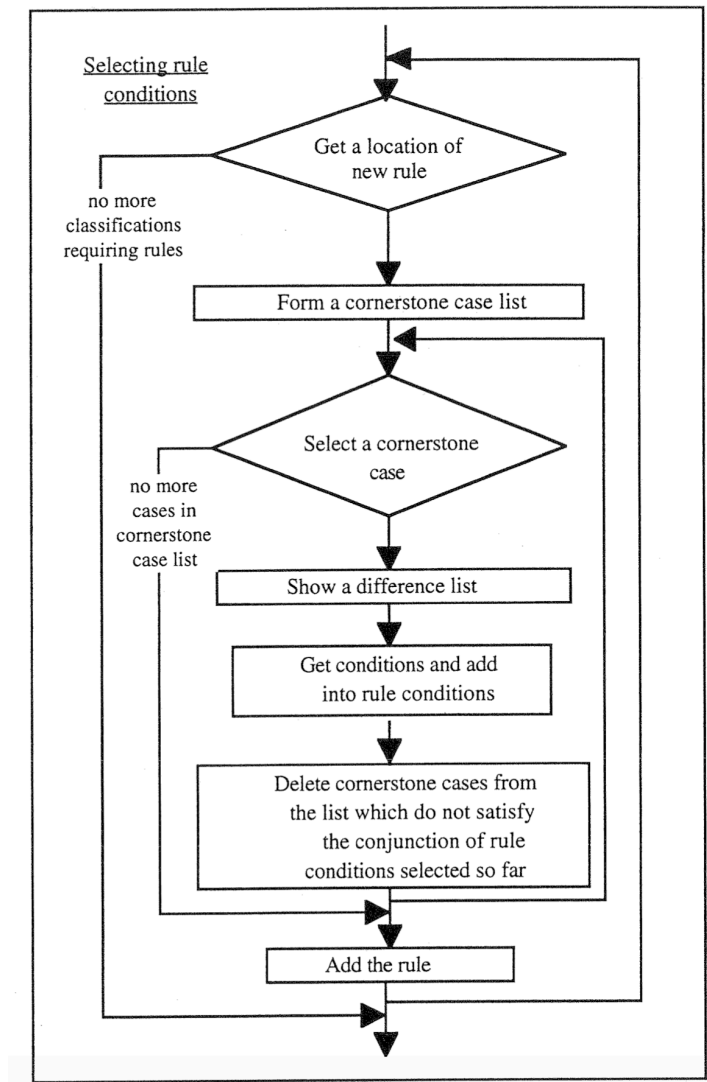 Selecting rule
conditions
Get a location of
new rule
no more
classifications
requiring rules
Form a cornerstone case list
Select a cornerstone
case
no more
cases in
cornerstone
case list
Show a difference list
Get conditions and add
into rule conditions
Delete cornerstone cases from
the list which do not satisfy
the conjunction of rule
conditions selected so far
Add the rule